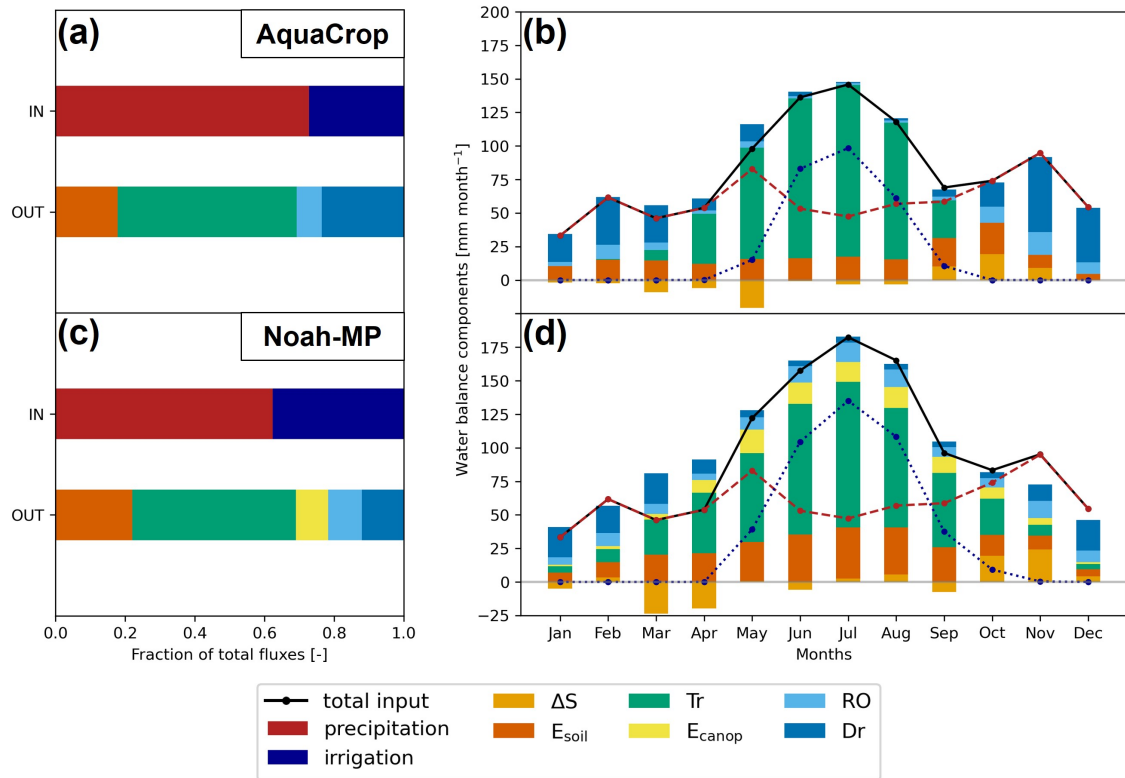 (a)
AquaCrop
IN
OUT
(c)
Noah-MP
IN
OUT
0.0 0.2 0.4 0.6 0.8 1.0
Fraction of total fluxes [-]
(b)
200
175
150
125
100
75
50
25
0
(d)
175
150
125
100
75
50
25
0
−25
Water balance components [mm month⁻¹]
Jan Feb Mar Apr May Jun Jul Aug Sep Oct Nov Dec
Months
total input
precipitation
irrigation
ΔS
E_soil
Tr
E_canop
RO
Dr